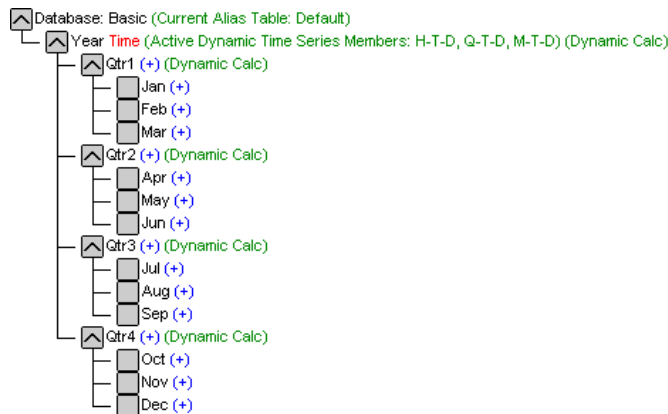 Database: Basic (Current Alias Table: Default)
Year Time (Active Dynamic Time Series Members: H-T-D, Q-T-D, M-T-D) (Dynamic Calc)
Qtr1 (+) (Dynamic Calc)
Jan (+)
Feb (+)
Mar (+)
Qtr2 (+) (Dynamic Calc)
Apr (+)
May (+)
Jun (+)
Qtr3 (+) (Dynamic Calc)
Jul (+)
Aug (+)
Sep (+)
Qtr4 (+) (Dynamic Calc)
Oct (+)
Nov (+)
Dec (+)